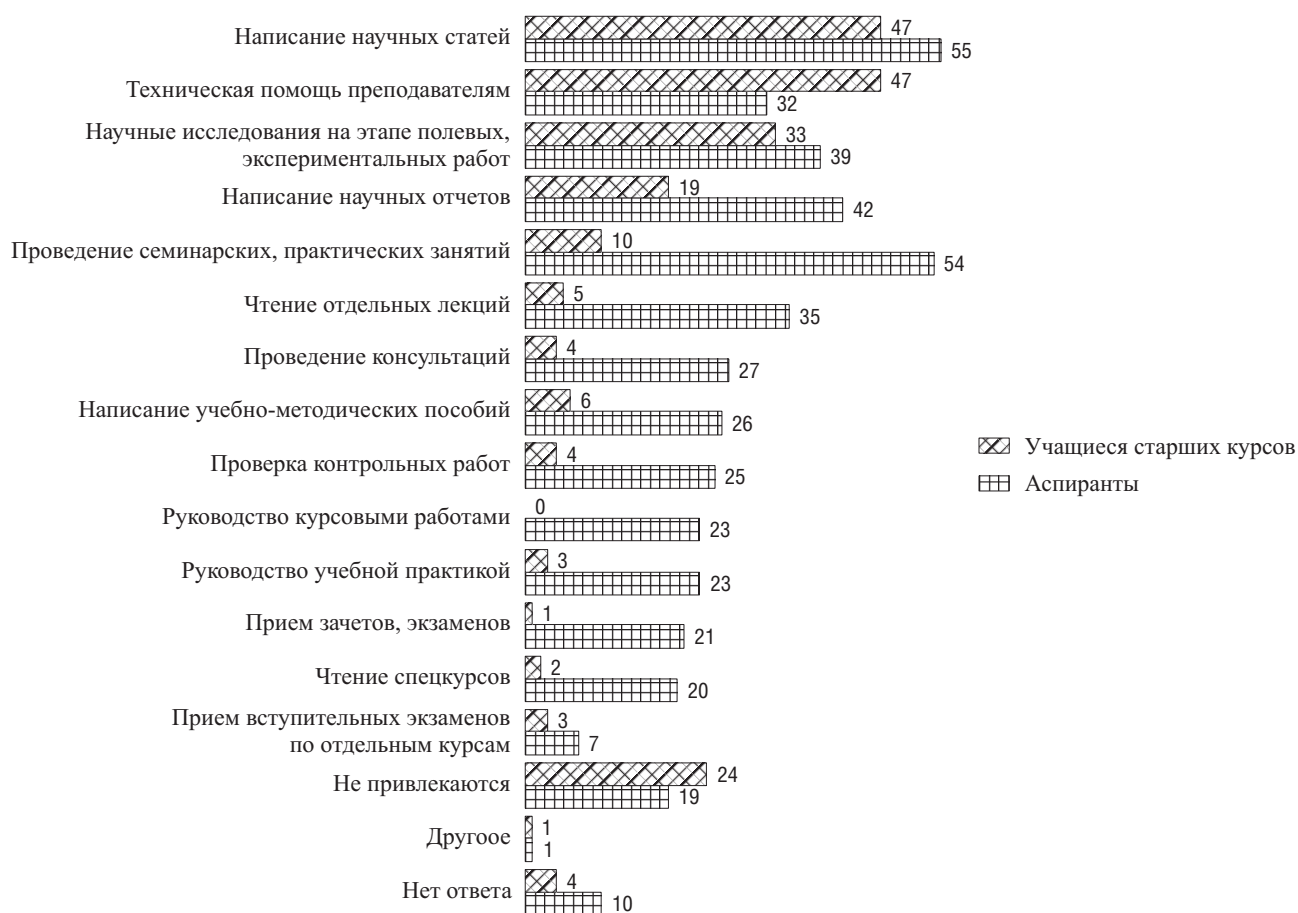 Написание научных статей
47
55
Техническая помощь преподавателям
47
32
Научные исследования на этапе полевых,
экспериментальных работ
33
39
Написание научных отчетов
19
42
Проведение семинарских, практических занятий
10
54
Чтение отдельных лекций
5
35
Проведение консультаций
4
27
Написание учебно-методических пособий
6
26
Проверка контрольных работ
4
25
Руководство курсовыми работами
0
23
Руководство учебной практикой
3
23
Прием зачетов, экзаменов
1
21
Чтение спецкурсов
2
20
Прием вступительных экзаменов
по отдельным курсам
3
7
Не привлекаются
24
19
Другоое
1
1
Нет ответа
4
10
Учащиеся старших курсов
Аспиранты